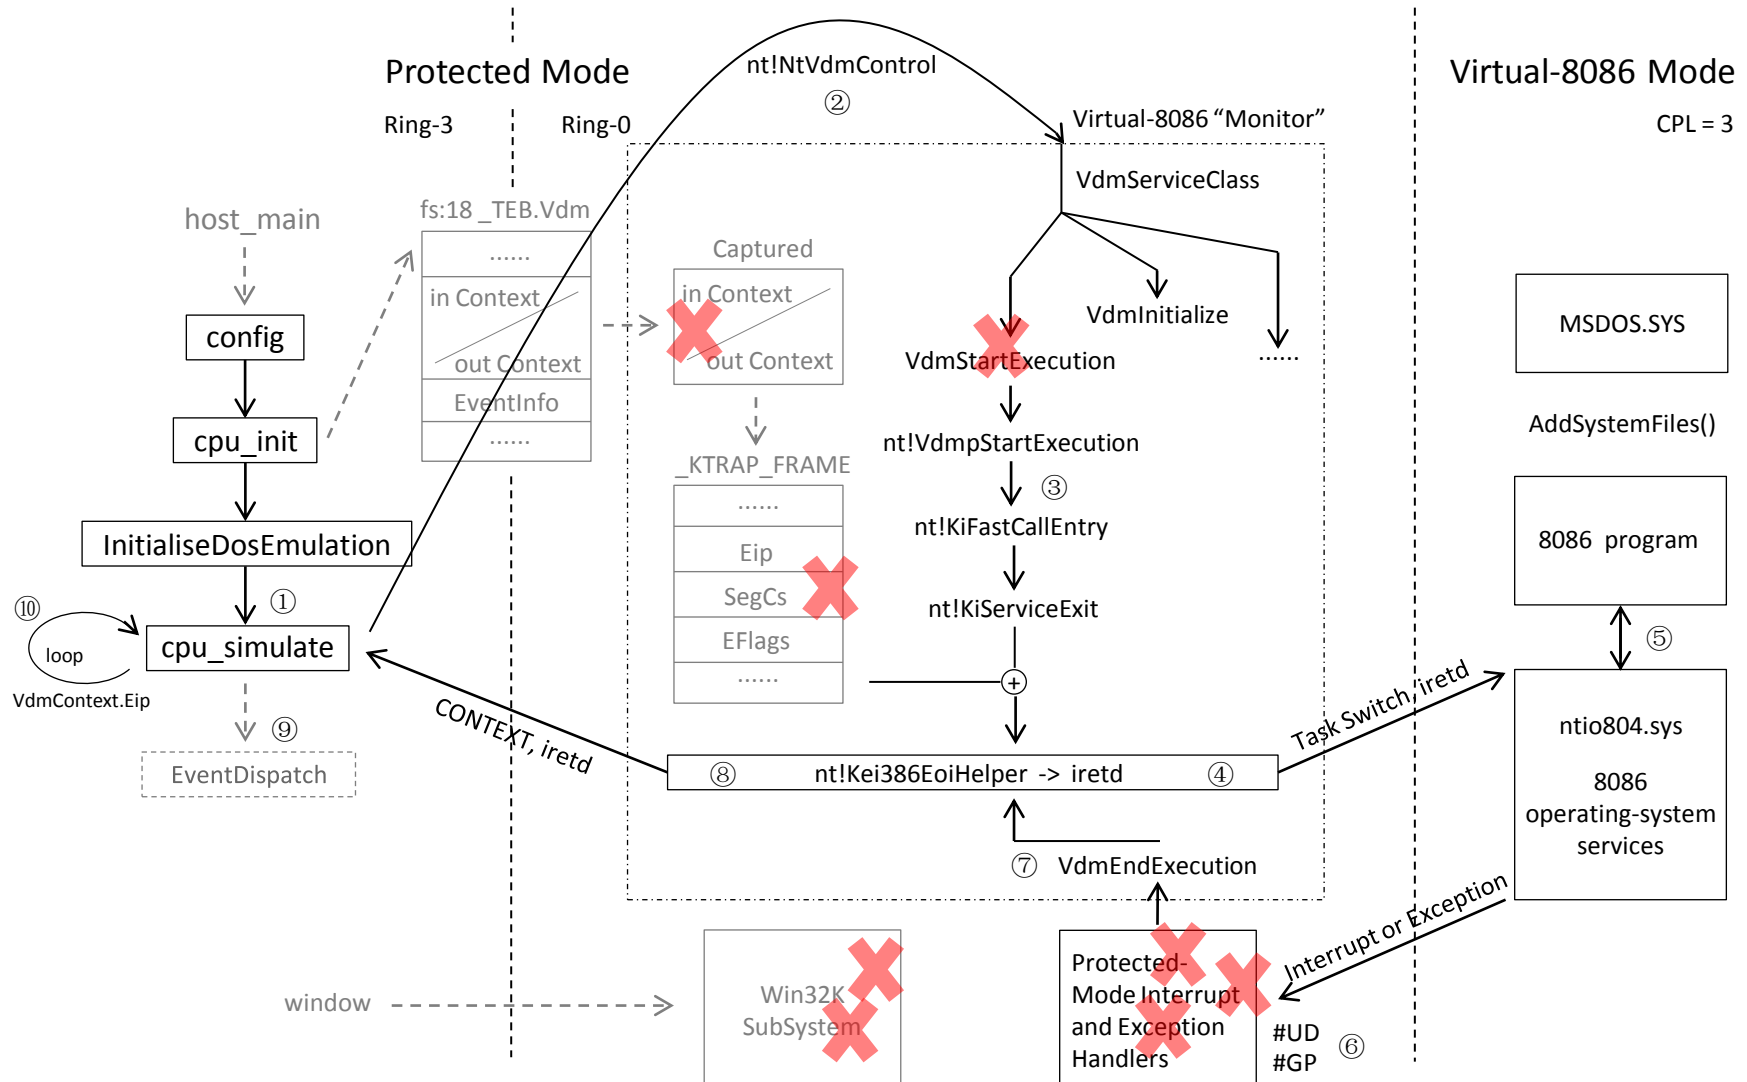 Protected Mode
Ring-3
Ring-0
nt!NtVdmControl
②
Virtual-8086 Mode
CPL = 3
Virtual-8086 “Monitor”
VdmServiceClass
host_main
config
cpu_init
InitialiseDosEmulation
①
cpu_simulate
⑩
loop
VdmContext.Eip
⑨
EventDispatch
fs:18 _TEB.Vdm
......
in Context
out Context
EventInfo
......
Captured
in Context
out Context
_KTRAP_FRAME
......
Eip
SegCs
EFlags
......
VdmStartExecution
VdmInitialize
......
nt!VdmpStartExecution
③
nt!KiFastCallEntry
nt!KiServiceExit
+
CONTEXT, iretd
⑧
nt!Kei386EoiHelper -> iretd
④
Task Switch, iretd
⑦
VdmEndExecution
MSDOS.SYS
AddSystemFiles()
8086 program
⑤
ntio804.sys
8086
operating-system
services
Interrupt or Exception
window
Win32K
SubSystem
Protected-
Mode Interrupt
and Exception
Handlers
#UD
#GP
⑥